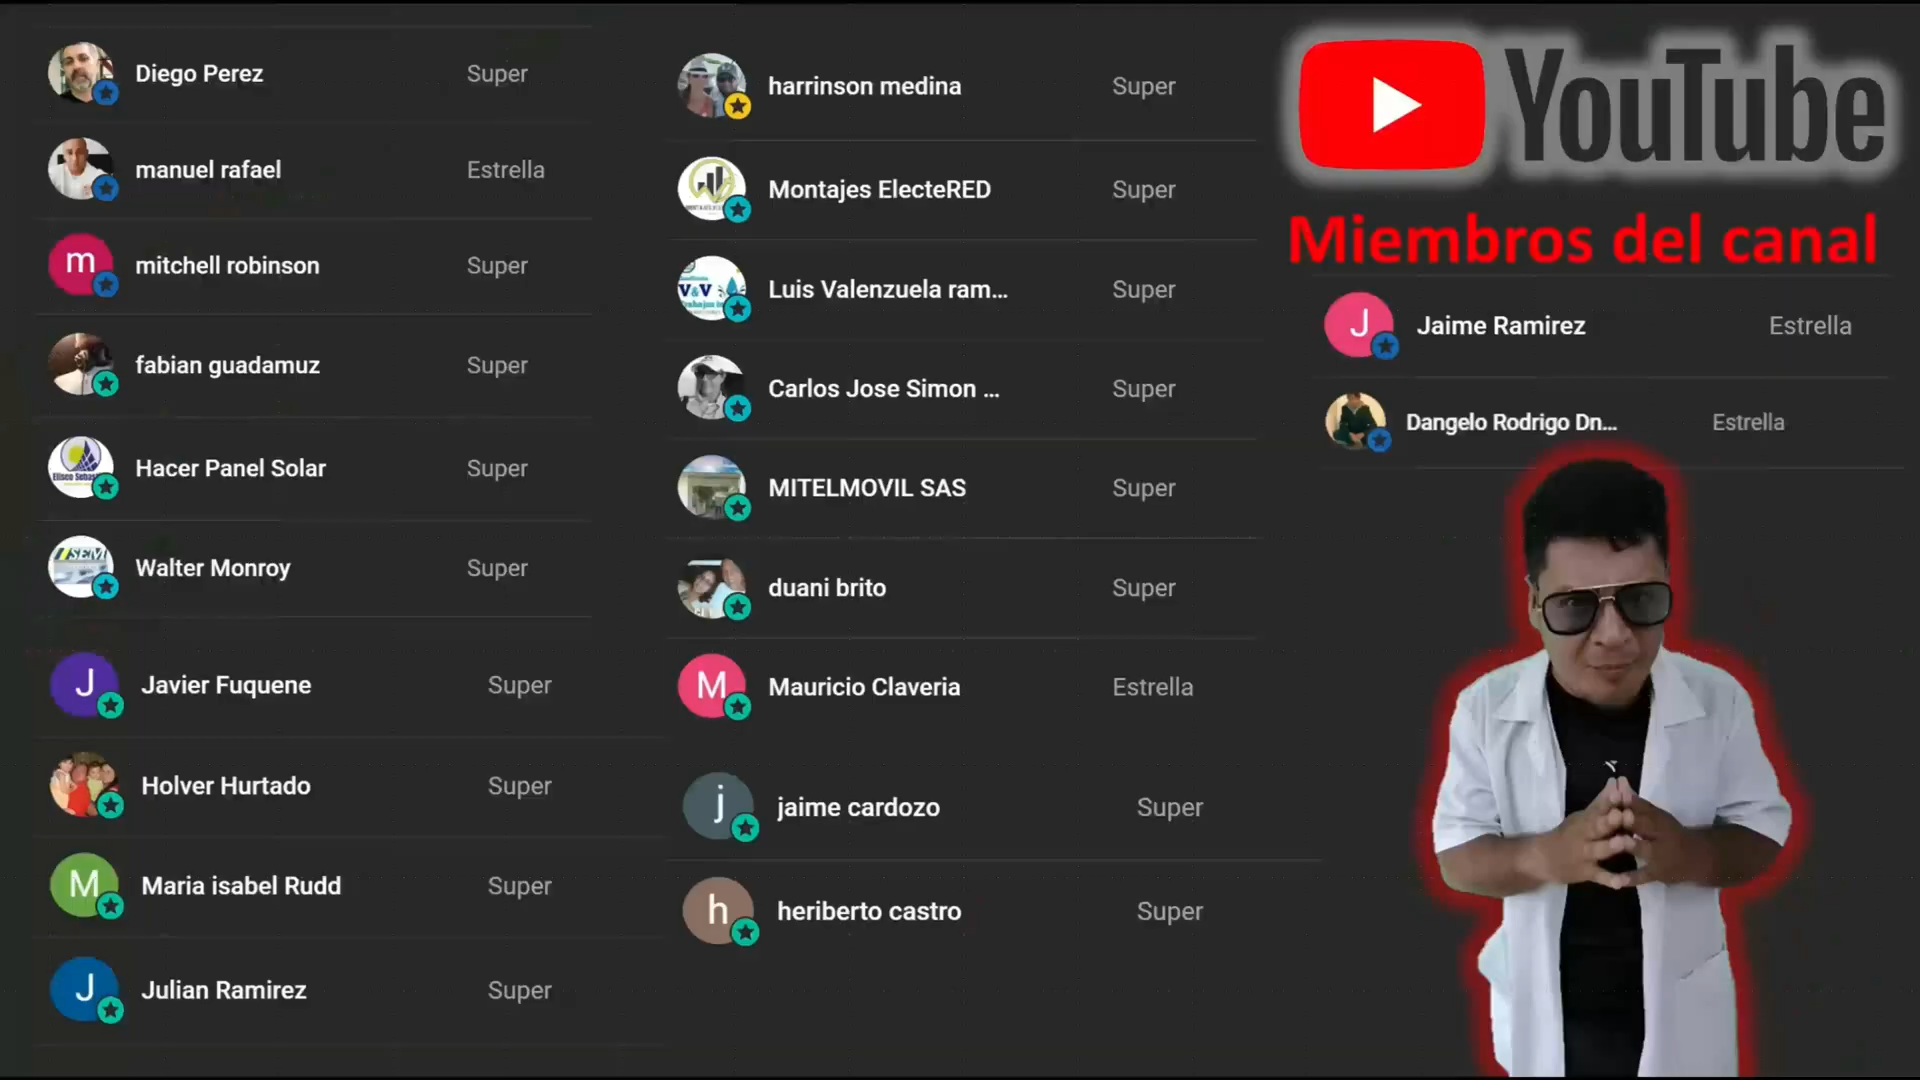 Diego Perez Super
manuel rafael Estrella
m mitchell robinson Super
fabian guadamuz Super
Hacer Panel Solar Super
SEM
Walter Monroy Super
J Javier Fuquene Super
Holver Hurtado Super
M Maria isabel Rudd Super
J Julian Ramirez Super
harrinson medina Super
Montajes ElecteRED Super
V&V
Luis Valenzuela ram... Super
Carlos Jose Simon ... Super
MITELMOVIL SAS Super
duani brito Super
M Mauricio Claveria Estrella
j jaime cardozo Super
h heriberto castro Super
YouTube
Miembros del canal
J Jaime Ramirez Estrella
Dangelo Rodrigo Dn... Estrella